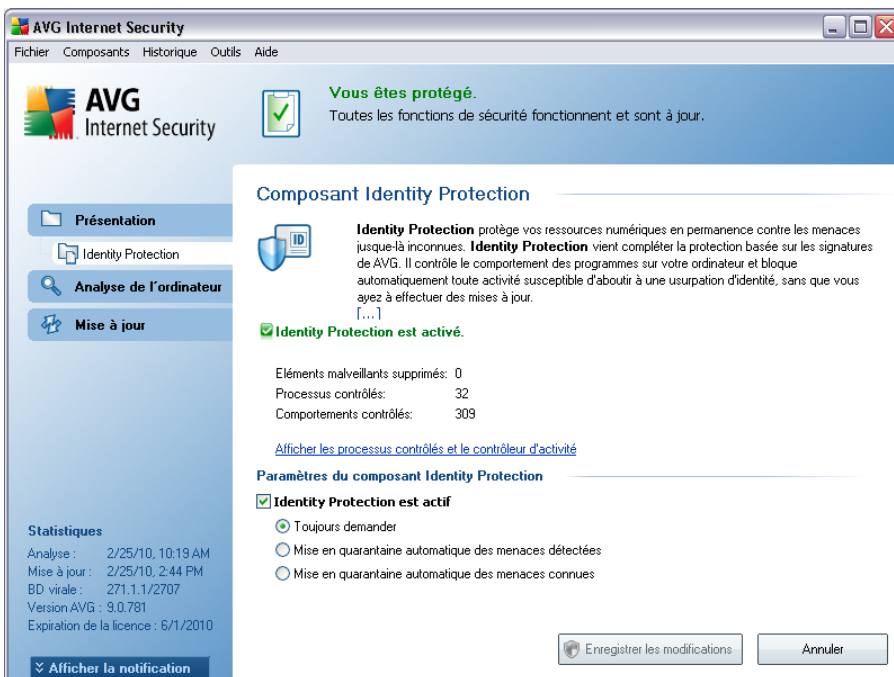 AVG Internet Security
Fichier Composants Historique Outils Aide
AVG
Internet Security
Vous êtes protégé.
Toutes les fonctions de sécurité fonctionnent et sont à jour.
Présentation
Identity Protection
Analyse de l'ordinateur
Mise à jour
Composant Identity Protection
ID
Identity Protection protège vos ressources numériques en permanence contre les menaces
jusque-là inconnues. Identity Protection vient compléter la protection basée sur les signatures
de AVG. Il contrôle le comportement des programmes sur votre ordinateur et bloque
automatiquement toute activité susceptible d'aboutir à une usurpation d'identité, sans que vous
ayez à effectuer des mises à jour.
[...]
Identity Protection est activé.
Eléments malveillants supprimés: 0
Processus contrôlés: 32
Comportements contrôlés: 309
Afficher les processus contrôlés et le contrôleur d'activité
Paramètres du composant Identity Protection
Identity Protection est actif
Toujours demander
Mise en quarantaine automatique des menaces détectées
Mise en quarantaine automatique des menaces connues
Statistiques
Analyse : 2/25/10, 10:19 AM
Mise à jour : 2/25/10, 2:44 PM
BD virale : 271.1.1/2707
Version AVG : 9.0.781
Expiration de la licence : 6/1/2010
Afficher la notification
Enregistrer les modifications
Annuler